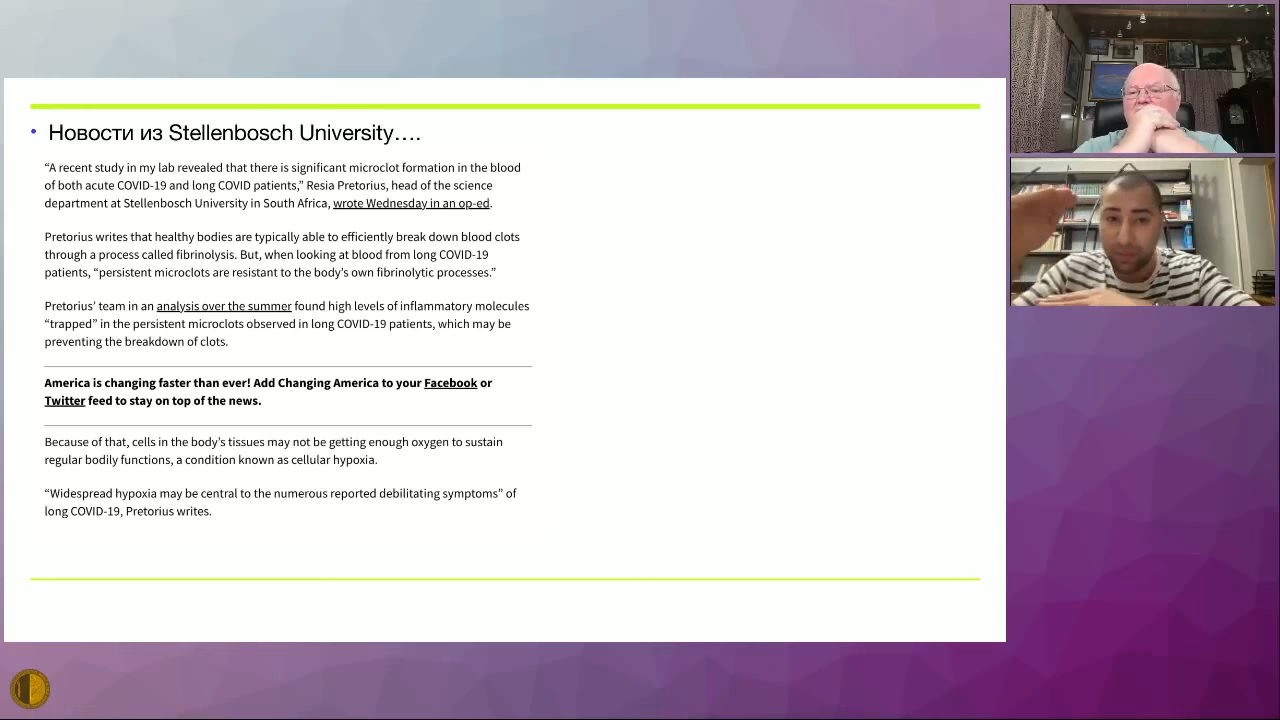 Новости из Stellenbosch University….
“A recent study in my lab revealed that there is significant microclot formation in the blood
of both acute COVID-19 and long COVID patients,” Resia Pretorius, head of the science
department at Stellenbosch University in South Africa, wrote Wednesday in an op-ed.
Pretorius writes that healthy bodies are typically able to efficiently break down blood clots
through a process called fibrinolysis. But, when looking at blood from long COVID-19
patients, “persistent microclots are resistant to the body’s own fibrinolytic processes.”
Pretorius’ team in an analysis over the summer found high levels of inflammatory molecules
“trapped” in the persistent microclots observed in long COVID-19 patients, which may be
preventing the breakdown of clots.
America is changing faster than ever! Add Changing America to your Facebook or
Twitter feed to stay on top of the news.
Because of that, cells in the body’s tissues may not be getting enough oxygen to sustain
regular bodily functions, a condition known as cellular hypoxia.
“Widespread hypoxia may be central to the numerous reported debilitating symptoms” of
long COVID-19, Pretorius writes.